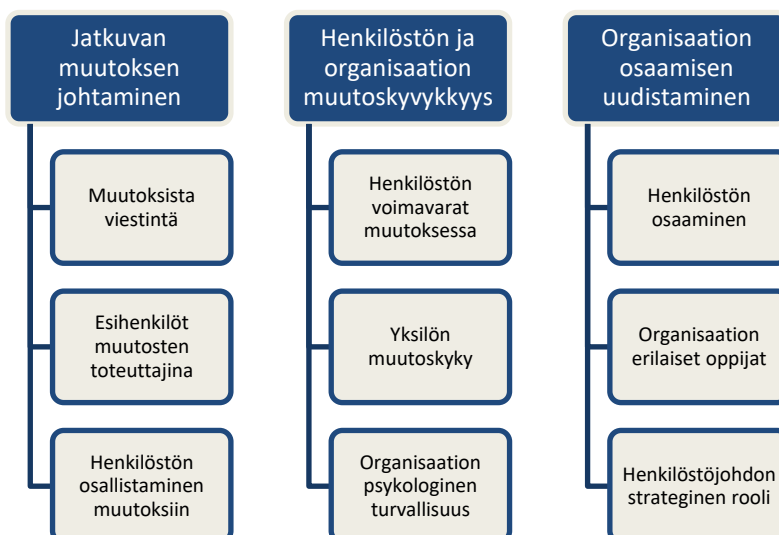 Jatkuvan
muutoksen
johtaminen
Muutoksista
viestintä
Esihenkilöt
muutosten
toteuttajina
Henkilöstön
osallistaminen
muutoksiin
Henkilöstön ja
organisaation
muutoskyvykkyys
Henkilöstön
voimavarat
muutoksessa
Yksilön
muutoskyky
Organisaation
psykologinen
turvallisuus
Organisaation
osaamisen
uudistaminen
Henkilöstön
osaaminen
Organisaation
erilaiset oppijat
Henkilöstöjohdon
strateginen rooli